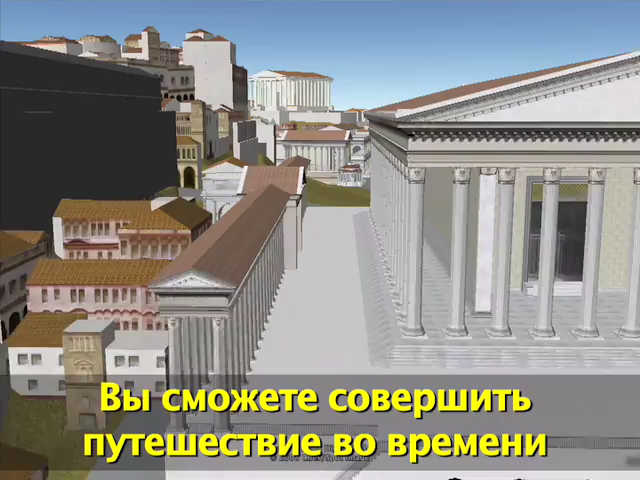 Вы сможете совершить
путешествие во времени